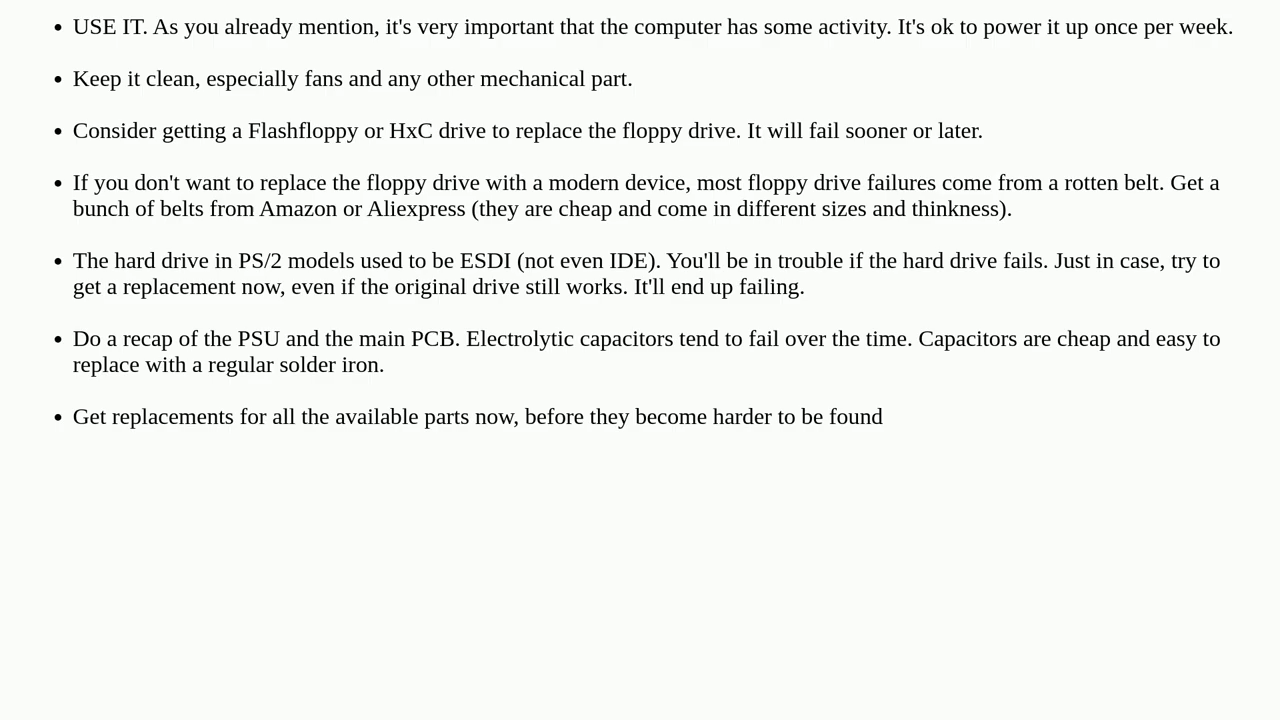 • USE IT. As you already mention, it's very important that the computer has some activity. It's ok to power it up once per week.
• Keep it clean, especially fans and any other mechanical part.
• Consider getting a Flashfloppy or HxC drive to replace the floppy drive. It will fail sooner or later.
• If you don't want to replace the floppy drive with a modern device, most floppy drive failures come from a rotten belt. Get a
bunch of belts from Amazon or Aliexpress (they are cheap and come in different sizes and thinkness).
• The hard drive in PS/2 models used to be ESDI (not even IDE). You'll be in trouble if the hard drive fails. Just in case, try to
get a replacement now, even if the original drive still works. It'll end up failing.
• Do a recap of the PSU and the main PCB. Electrolytic capacitors tend to fail over the time. Capacitors are cheap and easy to
replace with a regular solder iron.
• Get replacements for all the available parts now, before they become harder to be found